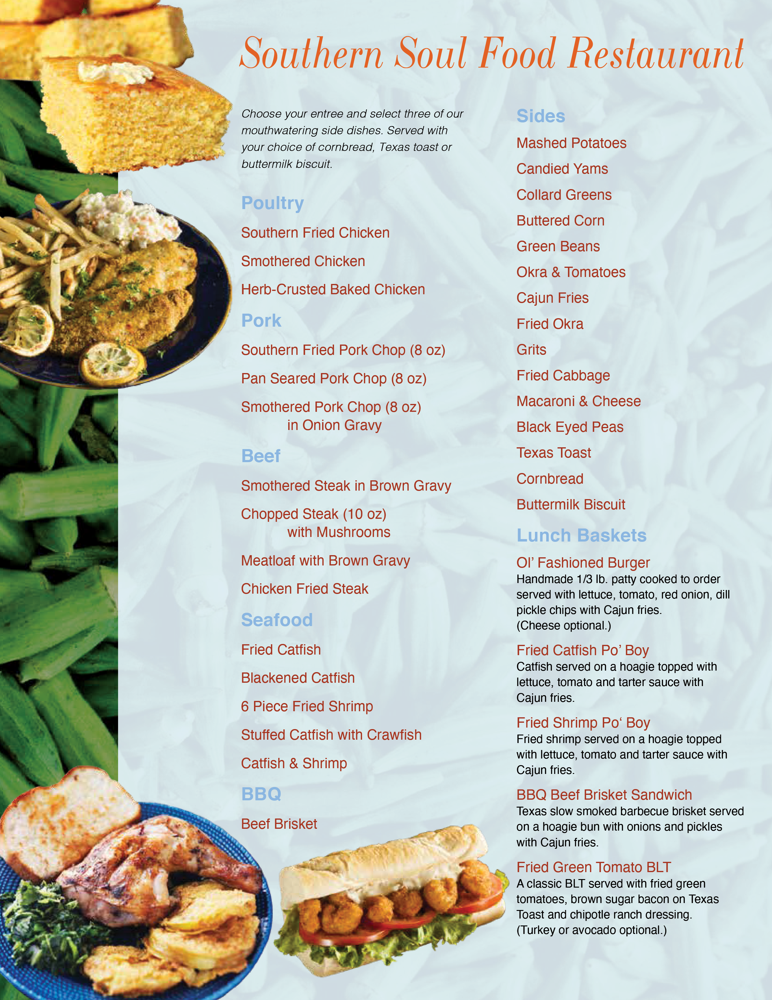 Southern Soul Food Restaurant
Choose your entree and select three of our
mouthwatering side dishes. Served with
your choice of cornbread, Texas toast or
buttermilk biscuit.
Poultry
Southern Fried Chicken
Smothered Chicken
Herb-Crusted Baked Chicken
Pork
Southern Fried Pork Chop (8 oz)
Pan Seared Pork Chop (8 oz)
Smothered Pork Chop (8 oz)
in Onion Gravy
Beef
Smothered Steak in Brown Gravy
Chopped Steak (10 oz)
with Mushrooms
Meatloaf with Brown Gravy
Chicken Fried Steak
Seafood
Fried Catfish
Blackened Catfish
6 Piece Fried Shrimp
Stuffed Catfish with Crawfish
Catfish & Shrimp
BBQ
Beef Brisket
Sides
Mashed Potatoes
Candied Yams
Collard Greens
Buttered Corn
Green Beans
Okra & Tomatoes
Cajun Fries
Fried Okra
Grits
Fried Cabbage
Macaroni & Cheese
Black Eyed Peas
Texas Toast
Cornbread
Buttermilk Biscuit
Lunch Baskets
Ol’ Fashioned Burger
Handmade 1/3 lb. patty cooked to order
served with lettuce, tomato, red onion, dill
pickle chips with Cajun fries.
(Cheese optional.)
Fried Catfish Po’ Boy
Catfish served on a hoagie topped with
lettuce, tomato and tarter sauce with
Cajun fries.
Fried Shrimp Po‘ Boy
Fried shrimp served on a hoagie topped
with lettuce, tomato and tarter sauce with
Cajun fries.
BBQ Beef Brisket Sandwich
Texas slow smoked barbecue brisket served
on a hoagie bun with onions and pickles
with Cajun fries.
Fried Green Tomato BLT
A classic BLT served with fried green
tomatoes, brown sugar bacon on Texas
Toast and chipotle ranch dressing.
(Turkey or avocado optional.)